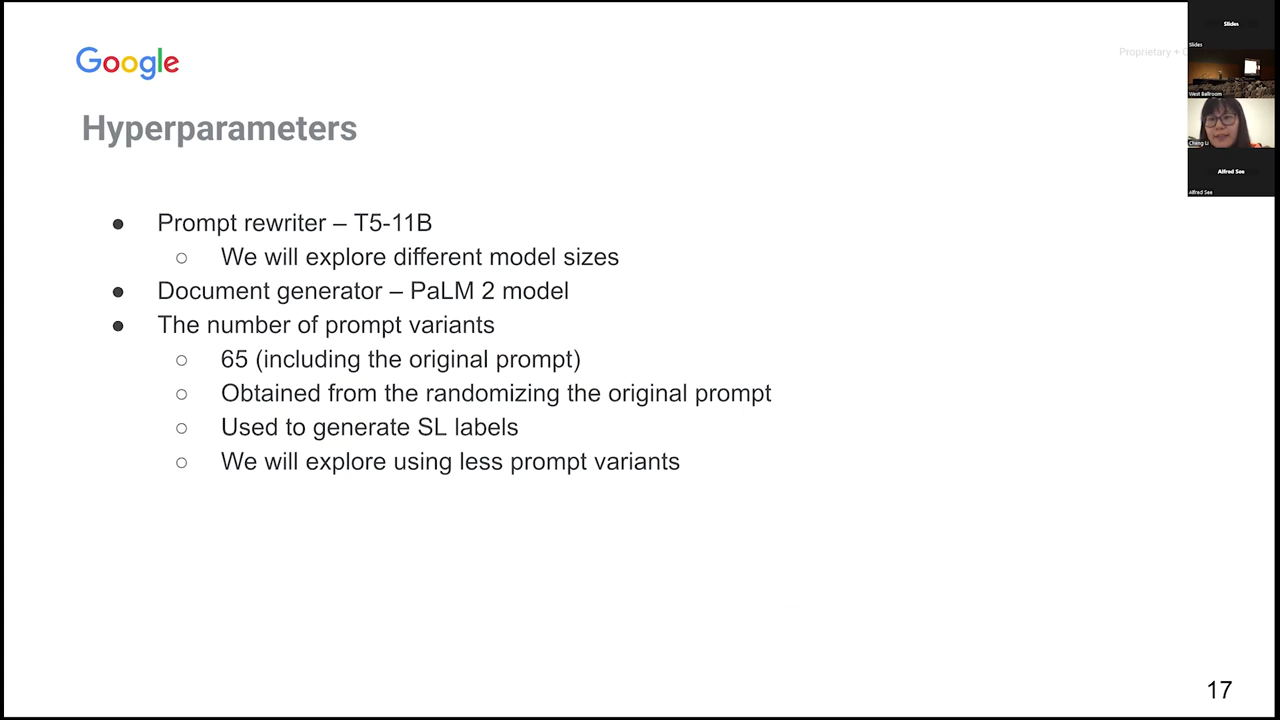 Google
Proprietary +
Hyperparameters
● Prompt rewriter – T5-11B
○ We will explore different model sizes
● Document generator – PaLM 2 model
● The number of prompt variants
○ 65 (including the original prompt)
○ Obtained from the randomizing the original prompt
○ Used to generate SL labels
○ We will explore using less prompt variants
17
Slides
Slides
West Ballroom
Cheng Li
Alfred See
Alfred See